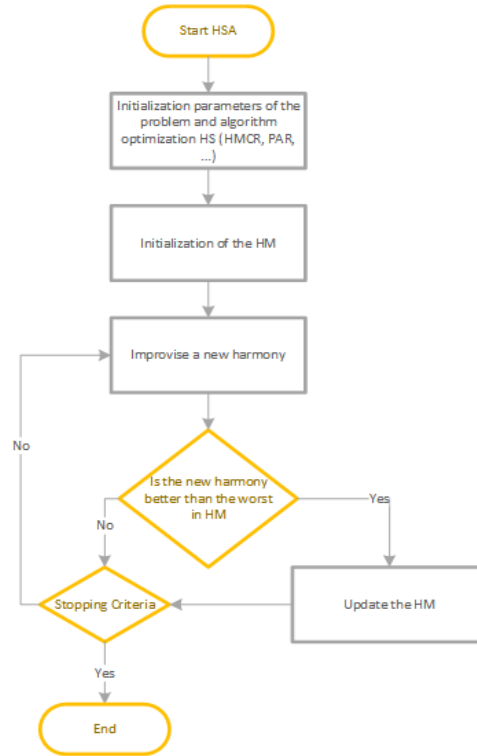 Start HSA
Initialization parameters of the
problem and algorithm
optimization HS (HMCR, PAR,
...)
Initialization of the HM
Improvise a new harmony
No
Is the new harmony
better than the worst
in HM
Yes
No
Stopping Criteria
Update the HM
Yes
End